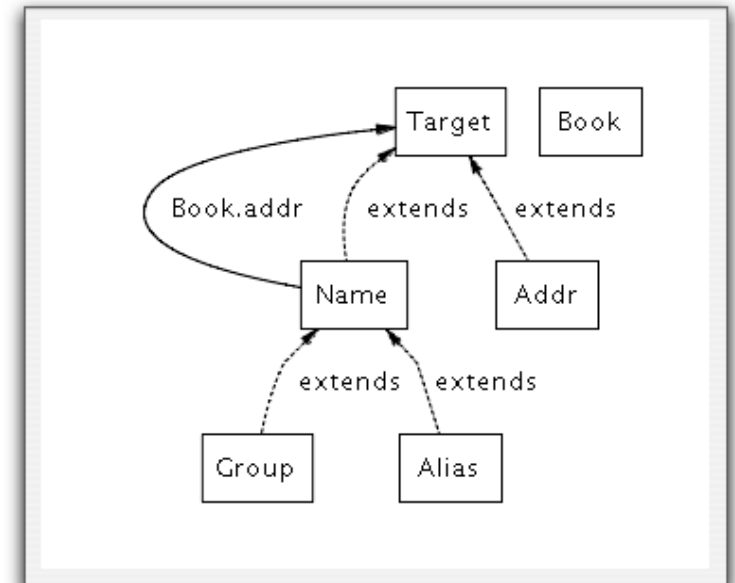 Target Book
Book.addr extends extends
Name Addr
extends extends
Group Alias